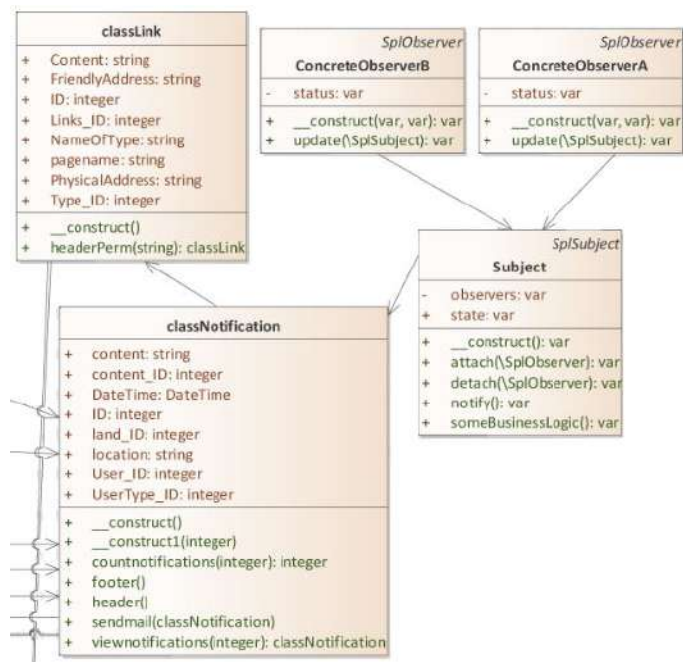 classLink
+ Content: string
+ FriendlyAddress: string
+ ID: integer
+ Links_ID: integer
+ NameOfType: string
+ pagename: string
+ PhysicalAddress: string
+ Type_ID: integer
+ __construct()
+ headerPerm(string): classLink
SplObserver
ConcreteObserverB
- status: var
+ __construct(var, var): var
+ update(\SplSubject): var
SplObserver
ConcreteObserverA
- status: var
+ __construct(var, var): var
+ update(\SplSubject): var
SplSubject
Subject
- observers: var
+ state: var
+ __construct(): var
+ attach(\SplObserver): var
+ detach(\SplObserver): var
+ notify(): var
+ someBusinessLogic(): var
classNotification
+ content: string
+ content_ID: integer
+ DateTime: DateTime
+ ID: integer
+ land_ID: integer
+ location: string
+ User_ID: integer
+ UserType_ID: integer
+ __construct()
+ __construct1(integer)
+ countnotifications(integer): integer
+ footer()
+ header()
+ sendmail(classNotification)
+ viewnotifications(integer): classNotification